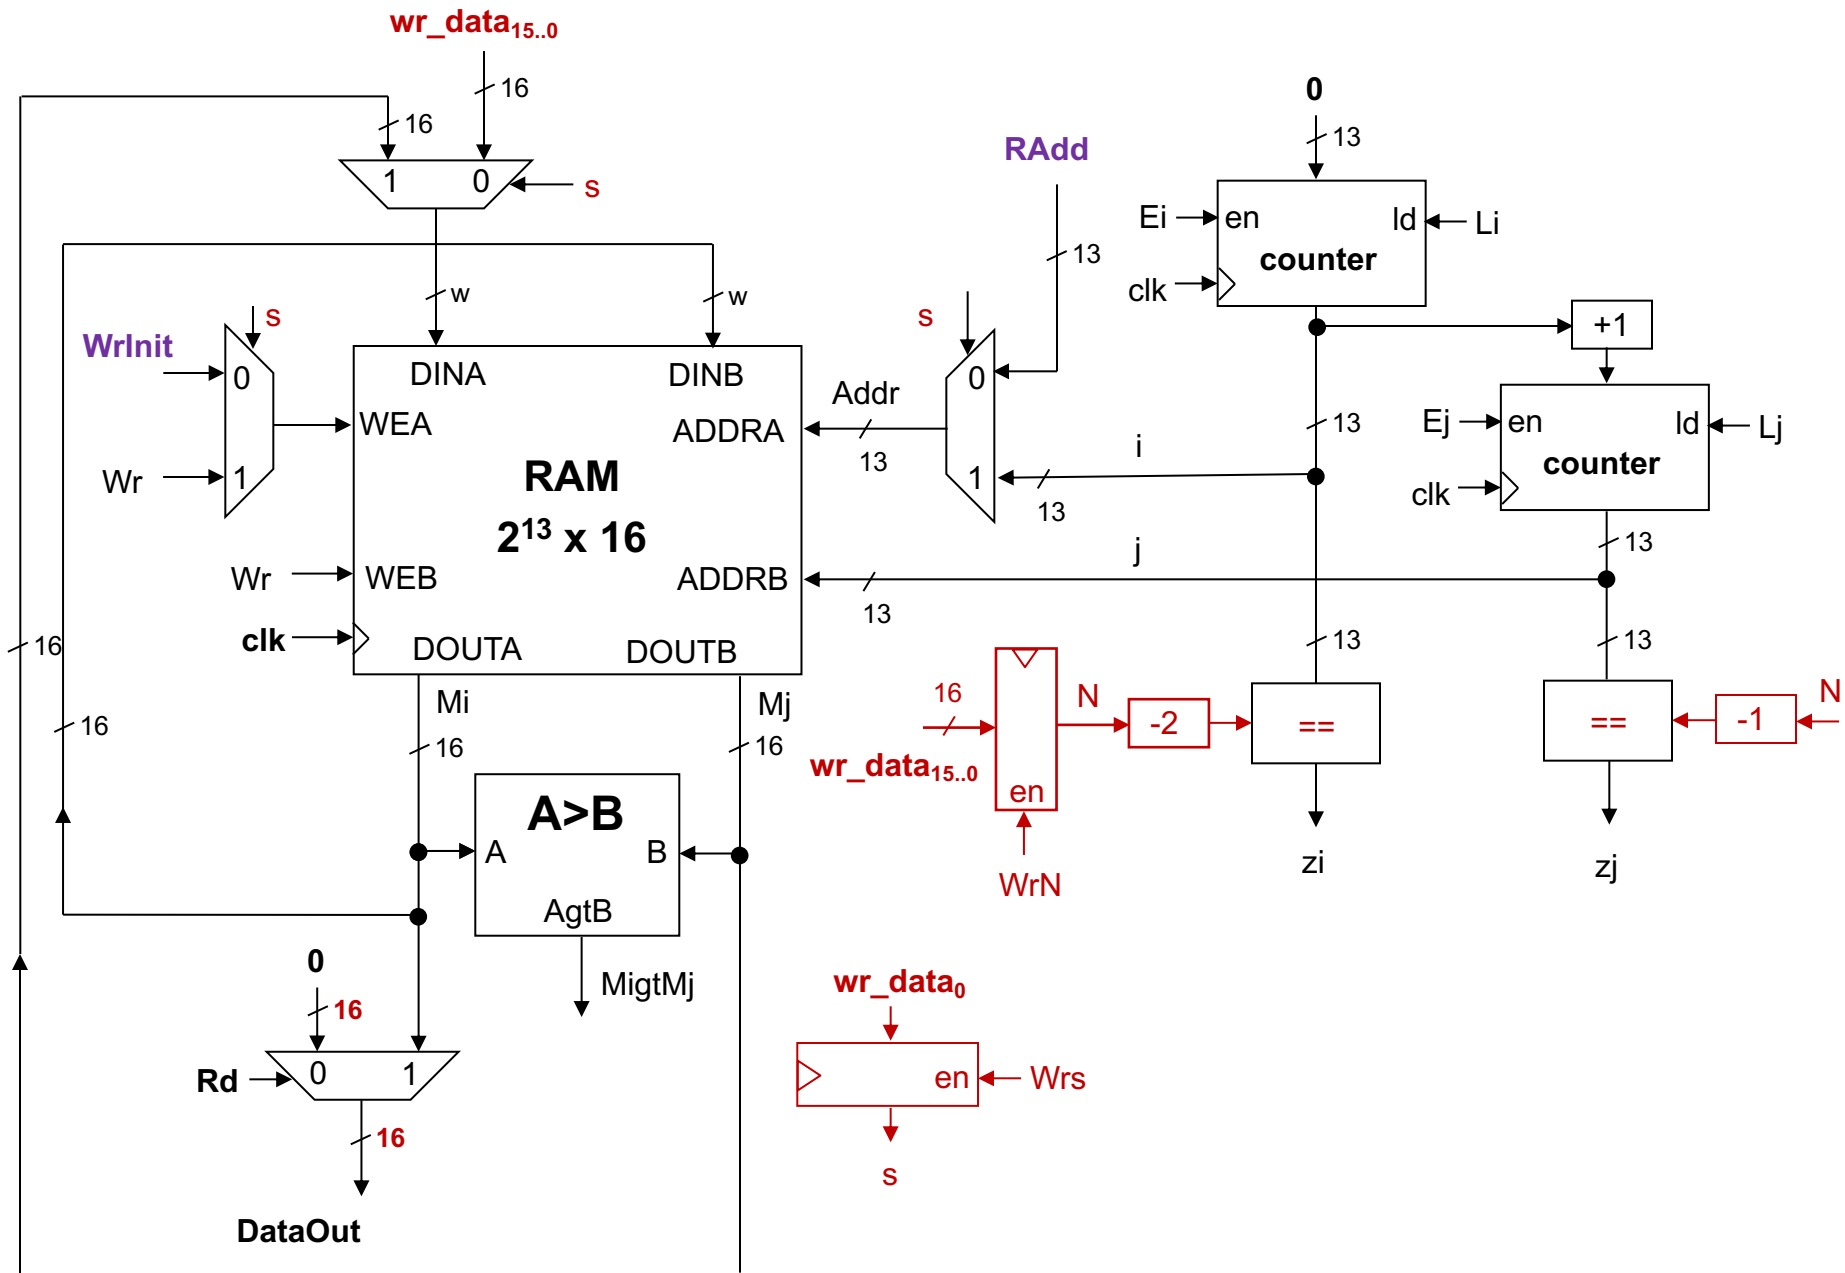 wr_data15..0
16
16
1 0
s
0
13
RAdd
13
Ei
en
ld
Li
counter
clk
w
w
s
WrInit
0
1
Wr
DINA
DINB
WEA
ADDRA
RAM
2¹³ x 16
Wr
WEB
ADDRB
clk
DOUTA
DOUTB
s
0
1
Addr
13
i
13
13
+1
Ej
en
ld
Lj
counter
clk
13
j
13
13
13
16
16
Mi
16
Mj
16
A>B
A
B
AgtB
MigtMj
16
wr_data15..0
en
WrN
N
-2
==
zi
==
-1
N
zj
0
16
Rd
0 1
16
DataOut
wr_data0
en
Wrs
s